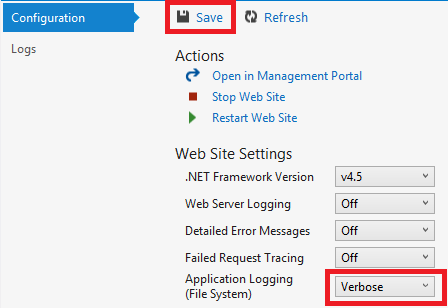 Configuration
Save Refresh
Logs
Actions
Open in Management Portal
Stop Web Site
Restart Web Site
Web Site Settings
.NET Framework Version v4.5
Web Server Logging Off
Detailed Error Messages Off
Failed Request Tracing Off
Application Logging
(File System) Verbose